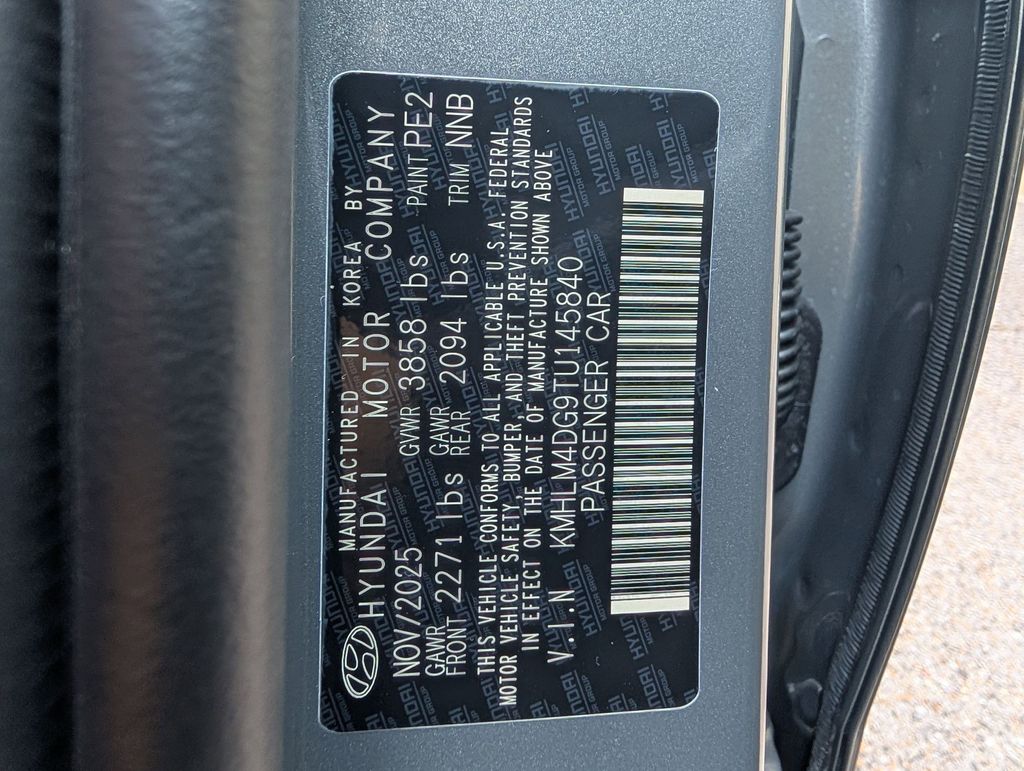 MANUFACTURED IN KOREA BY
HYUNDAI MOTOR COMPANY
NOV/2025 GVWR 3858 lbs PAINT PE2
GAWR FRONT 2271 lbs GAWR REAR 2094 lbs TRIM NNB
THIS VEHICLE CONFORMS TO ALL APPLICABLE U.S.A. FEDERAL
MOTOR VEHICLE SAFETY, BUMPER, AND THEFT PREVENTION STANDARDS
IN EFFECT ON THE DATE OF MANUFACTURE SHOWN ABOVE
V.I.N KMHLM4DG9TU145840
PASSENGER CAR